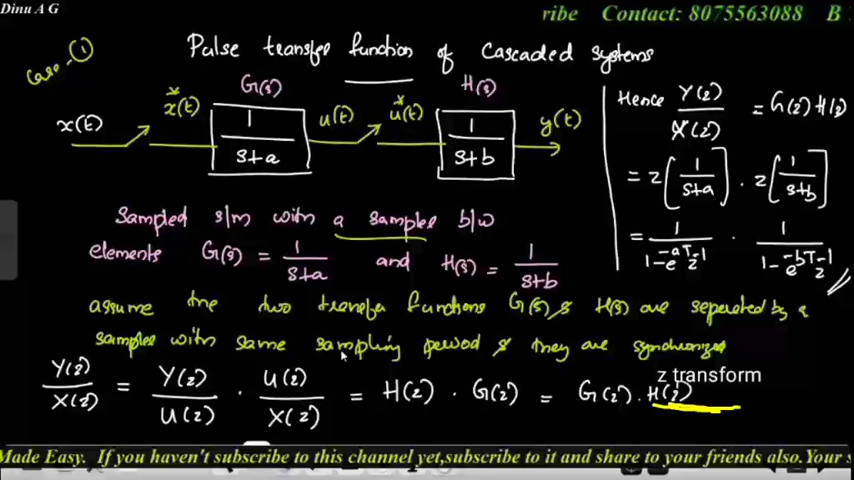 Dinu A G
ribe Contact: 8075563088 B
Case - 1
Pulse transfer function of Cascaded systems
G(s) H(s)
x(t) x*(t) 1/(s+a) u(t) u*(t) 1/(s+b) y(t)
Hence Y(z)/X(z) = G(z) H(z)
= z[1/(s+a)] . z[1/(s+b)]
= 1/(1-e^-aT z^-1) . 1/(1-e^-bT z^-1)
Sampled s/m with a sampler b/w
elements G(s) = 1/(s+a) and H(s) = 1/(s+b)
assume the two transfer functions G(s) & H(s) are separated by a
sampler with same sampling period & they are synchronized
z transform
Y(z)/X(z) = Y(z)/U(z) . U(z)/X(z) = H(z) . G(z) = G(z) . H(z)
Made Easy. If you haven't subscribe to this channel yet,subscribe to it and share to your friends also.Your s